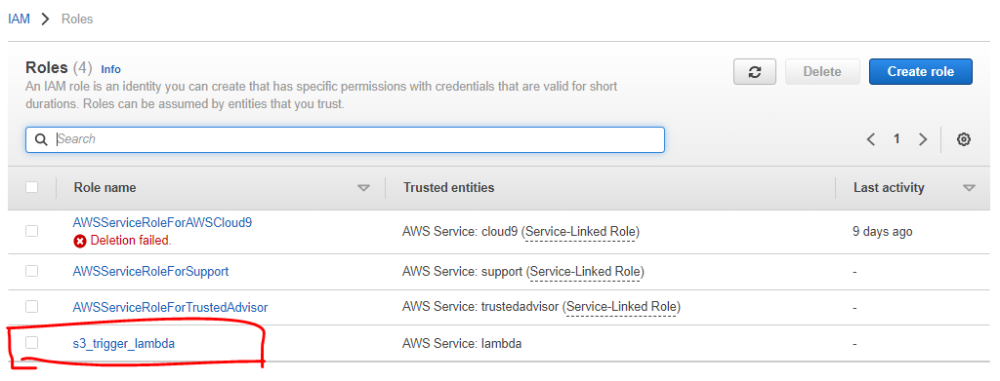 IAM > Roles
Roles (4) Info
An IAM role is an identity you can create that has specific permissions with credentials that are valid for short
durations. Roles can be assumed by entities that you trust.
Delete
Create role
Search
1
Role name Trusted entities Last activity
AWSServiceRoleForAWSCloud9 AWS Service: cloud9 (Service-Linked Role) 9 days ago
Deletion failed.
AWSServiceRoleForSupport AWS Service: support (Service-Linked Role) -
AWSServiceRoleForTrustedAdvisor AWS Service: trustedadvisor (Service-Linked Role) -
s3_trigger_lambda AWS Service: lambda -